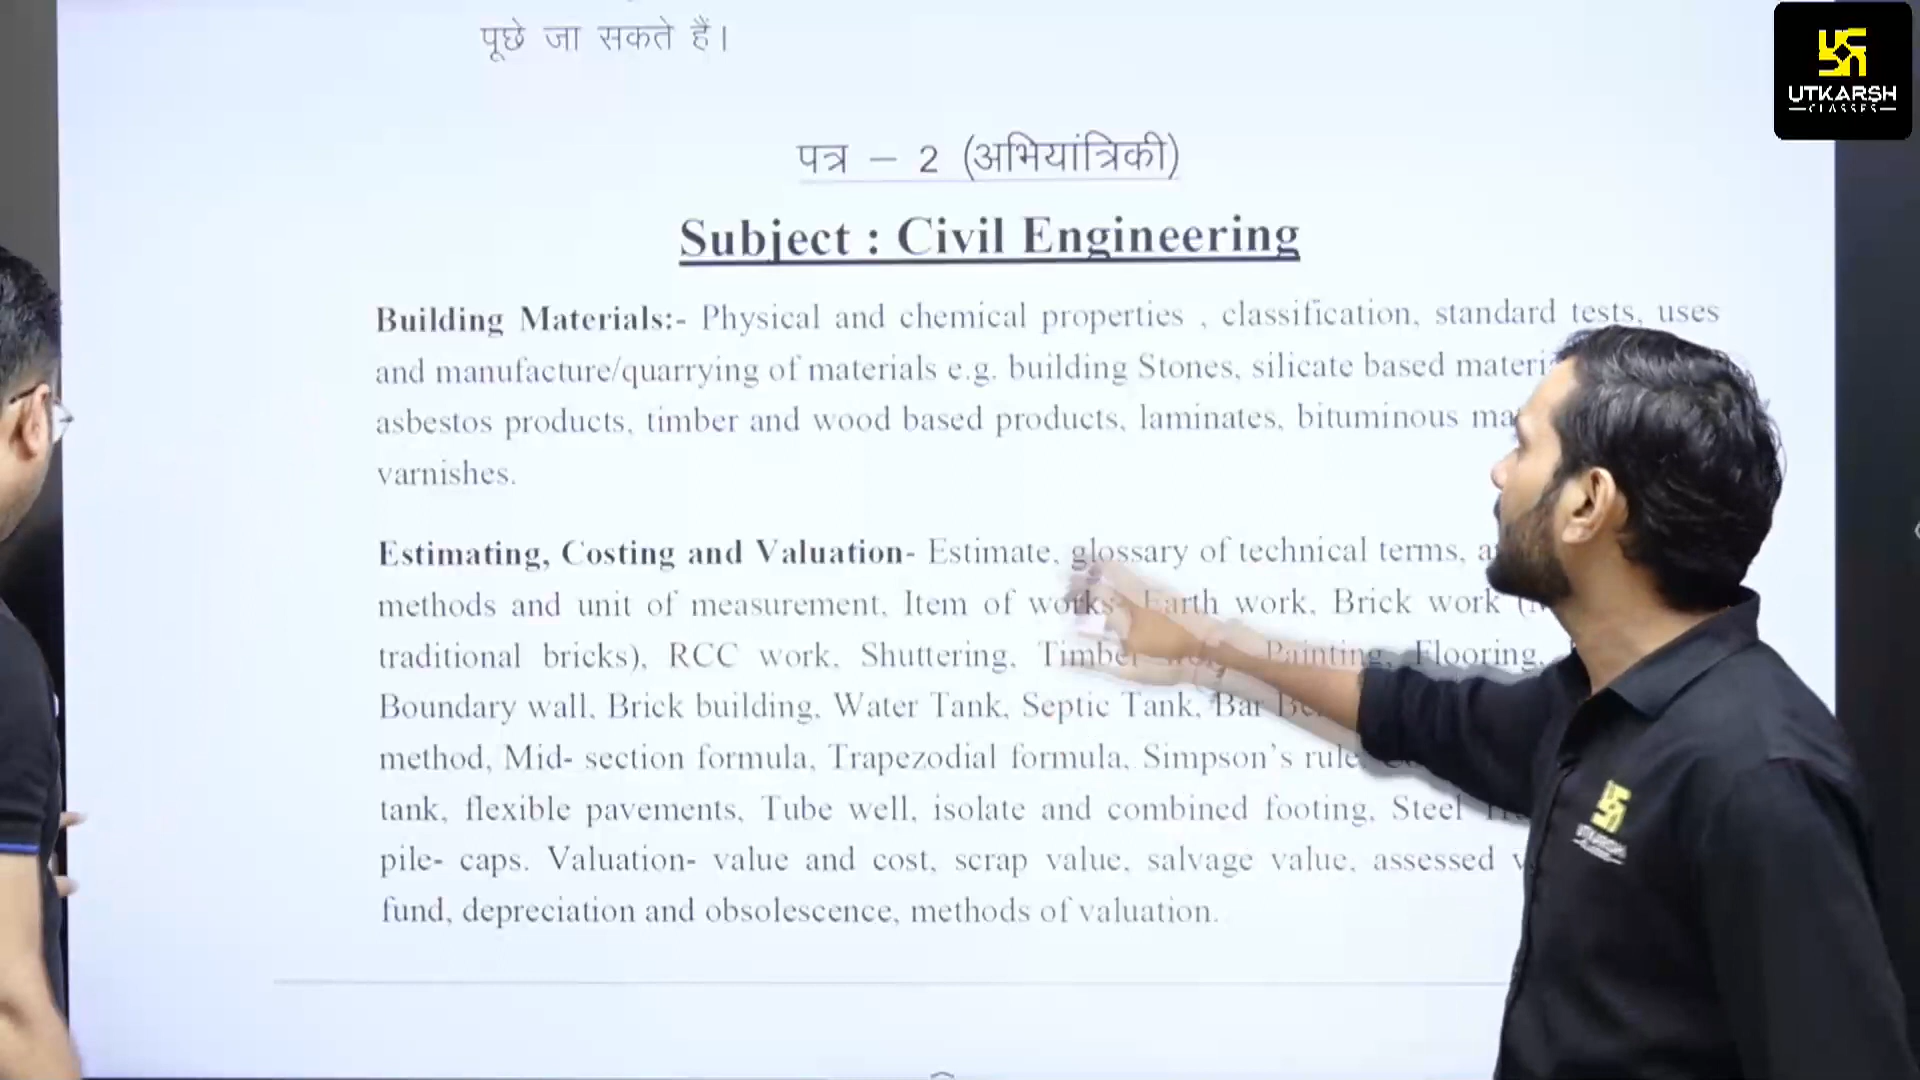 पूछे जा सकते हैं।
UTKARSH
CLASSES
पत्र – 2 (अभियांत्रिकी)
Subject : Civil Engineering
Building Materials:- Physical and chemical properties , classification, standard tests, uses
and manufacture/quarrying of materials e.g. building Stones, silicate based
asbestos products, timber and wood based products, laminates, bituminous
varnishes.
Estimating, Costing and Valuation- Estimate, glossary of technical terms,
methods and unit of measurement, Item of works- Earth work, Brick work
traditional bricks), RCC work, Shuttering, Timber Painting, Flooring,
Boundary wall, Brick building, Water Tank, Septic Tank, Bar
method, Mid- section formula, Trapezodial formula, Simpson's rule,
tank, flexible pavements, Tube well, isolate and combined footing, Steel
pile- caps. Valuation- value and cost, scrap value, salvage value, assessed
fund, depreciation and obsolescence, methods of valuation.
UTKARSH